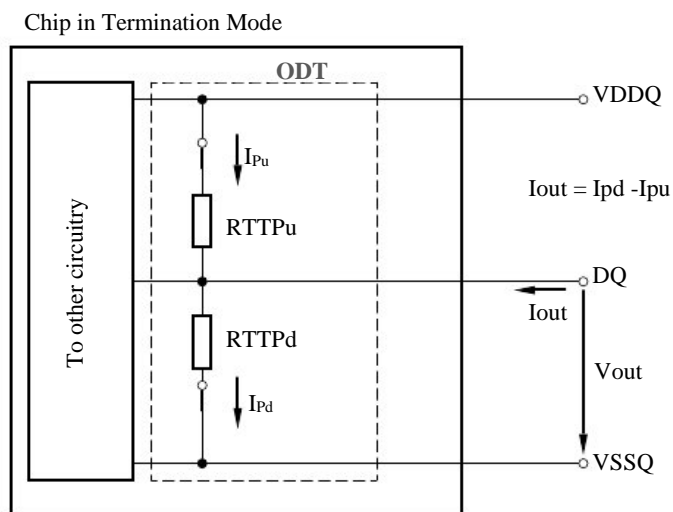 Chip in Termination Mode
ODT
VDDQ
IPu
Iout = Ipd -Ipu
RTTPu
To other circuitry
DQ
Iout
RTTPd
Vout
IPd
VSSQ